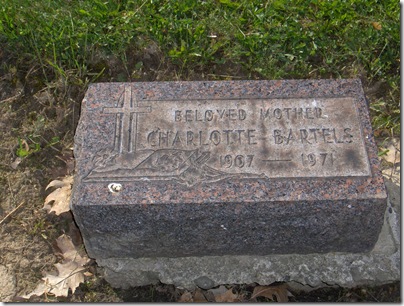 BELOVED MOTHER
CHARLOTTE BARTELS
1907 — 1971